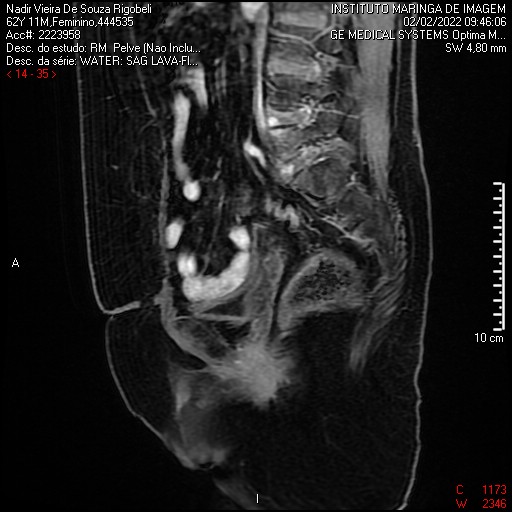 Nadir Vieira De Souza Rigobeli
62Y 11M,Feminino,444535
Acc#: 2223958
Desc. do estudo: RM Pelve (Nao Inclu...
Desc. da série: WATER: SAG LAVA-Fl...
< 14 - 35 >
INSTITUTO MARINGA DE IMAGEM
02/02/2022 09:46:06
GE MEDICAL SYSTEMS Optima M...
SW 4,80 mm
A
10 cm
I
C 1173
W 2346